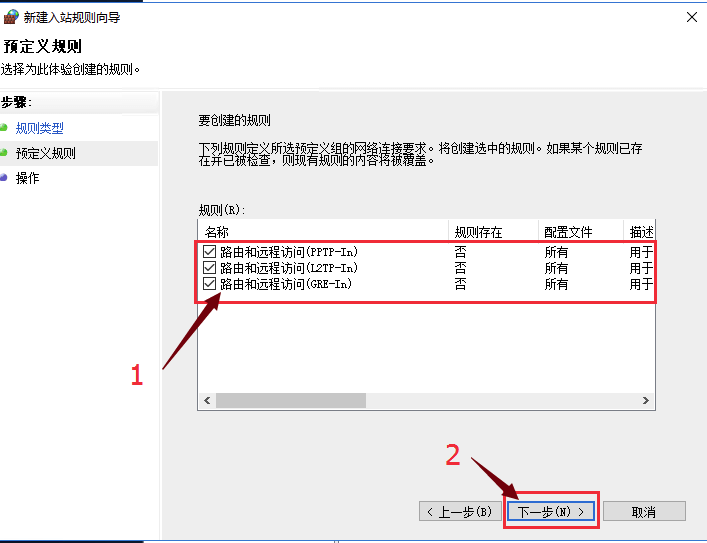 新建入站规则向导
预定义规则
选择为此体验创建的规则。
步骤:
规则类型
预定义规则
操作
要创建的规则
下列规则定义所选预定义组的网络连接要求。将创建选中的规则。如果某个规则已存
在并已被检查，则现有规则的内容将被覆盖。
规则(R):
名称 规则存在 配置文件 描述
路由和远程访问(PPTP-In) 否 所有 用于
路由和远程访问(L2TP-In) 否 所有 用于
路由和远程访问(GRE-In) 否 所有 用于
1
2
< 上一步(B) 下一步(N) > 取消